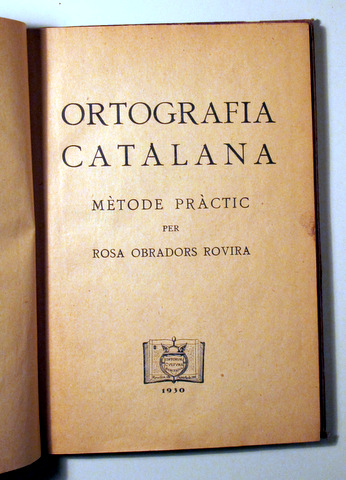 ORTOGRAFIA
CATALANA
MÈTODE PRÀCTIC
PER
ROSA OBRADORS ROVIRA
1930